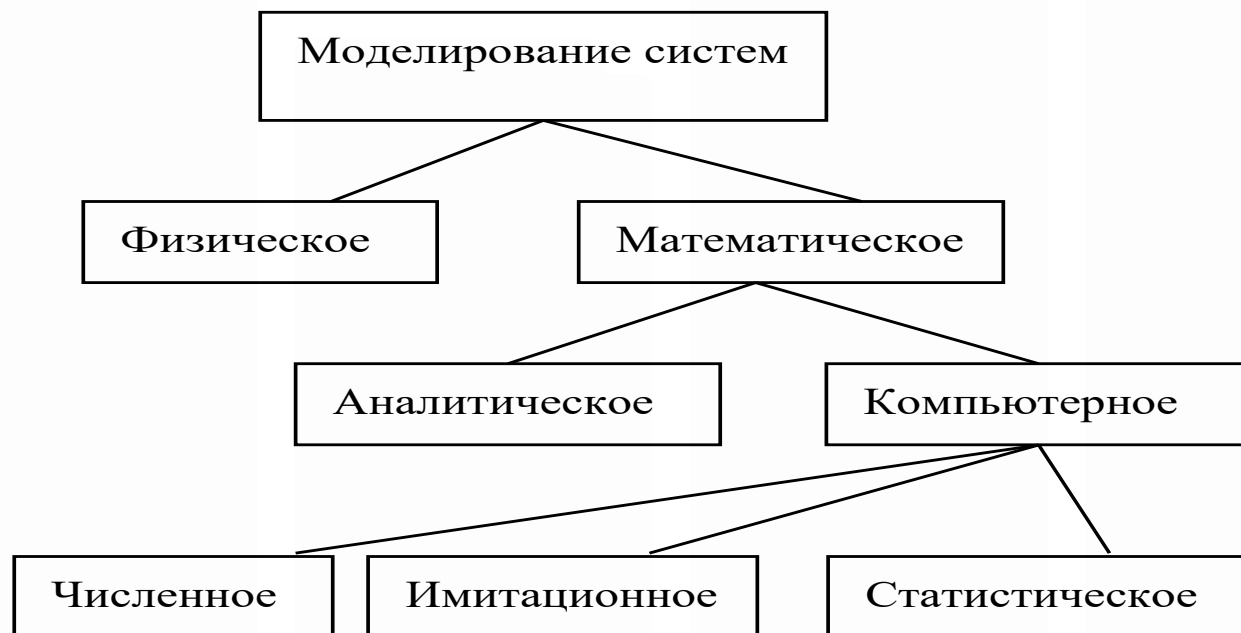 Моделирование систем
Физическое
Математическое
Аналитическое
Компьютерное
Численное
Имитационное
Статистическое